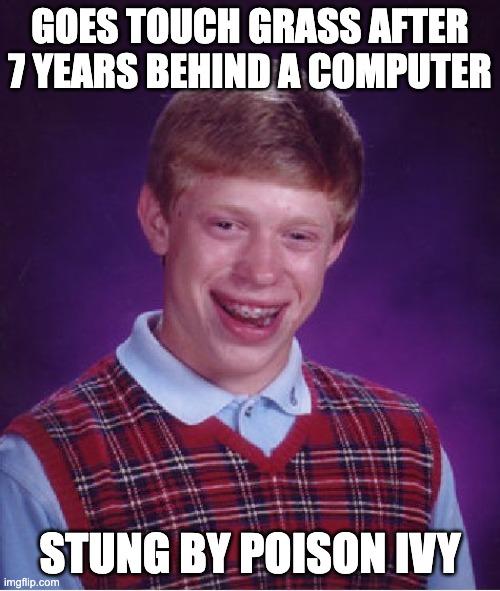 GOES TOUCH GRASS AFTER
7 YEARS BEHIND A COMPUTER
STUNG BY POISON IVY
imgflip.com